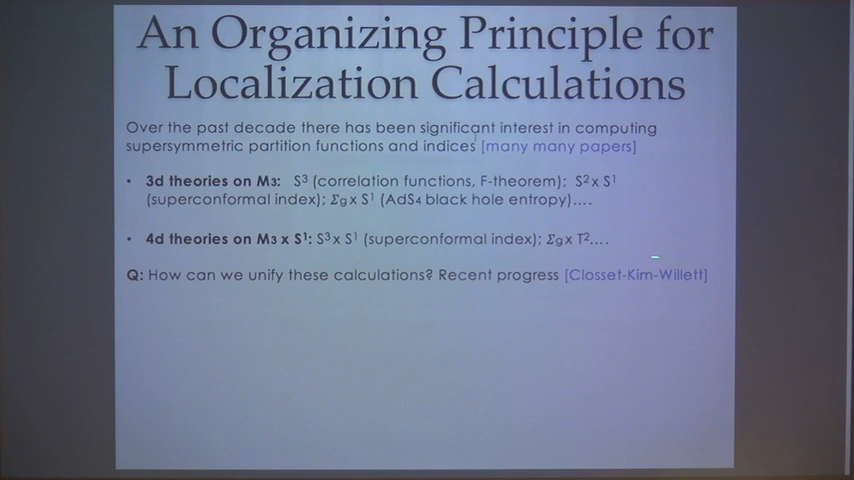 An Organizing Principle for
Localization Calculations
Over the past decade there has been significant interest in computing
supersymmetric partition functions and indices [many many papers]
• 3d theories on M3: S³ (correlation functions, F-theorem); S² x S¹
(superconformal index); Σg x S¹ (AdS4 black hole entropy)....
• 4d theories on M3 x S¹: S³ x S¹ (superconformal index); Σg x T²....
Q: How can we unify these calculations? Recent progress [Closset-Kim-Willett]